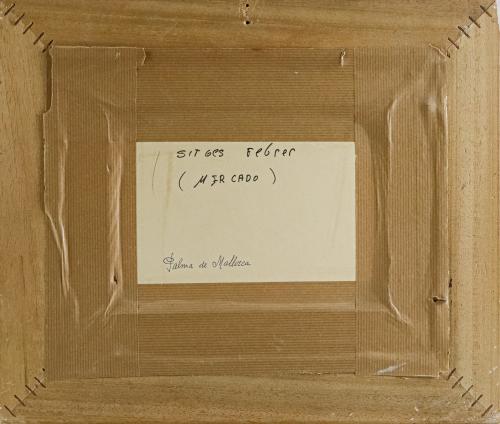 SITGES Febrer
(MERCADO)
Palma de Mallorca